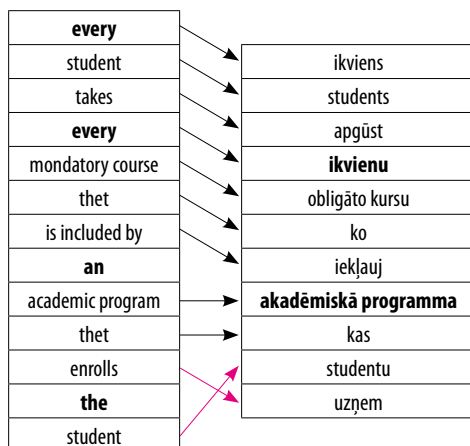 every
student
takes
every
mondatory course
thet
is included by
an
academic program
thet
enrolls
the
student
ikviens
students
apgūst
ikvienu
obligāto kursu
ko
iekļauj
akadēmiskā programma
kas
studentu
uzņem